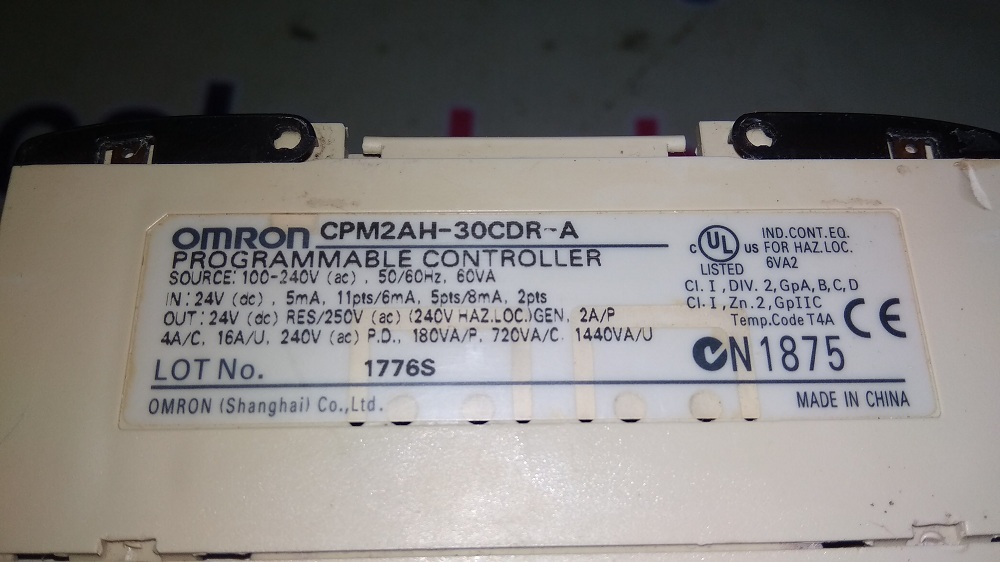 OMRON CPM2AH-30CDR-A
PROGRAMMABLE CONTROLLER
SOURCE: 100-240V (ac) , 50/60Hz, 60VA
IN: 24V (dc) , 5mA, 11pts/6mA, 5pts/8mA, 2pts
OUT: 24V (dc) RES/250V (ac) (240V HAZ.LOC.)GEN, 2A/P
4A/C, 16A/U, 240V (ac) P.D., 180VA/P, 720VA/C, 1440VA/U
LOT No. 1776S
OMRON (Shanghai) Co.,Ltd.
C UL US
LISTED
IND.CONT.EQ.
FOR HAZ.LOC.
6VA2
Cl. I , DIV. 2, GpA, B, C, D
Cl. I , Zn. 2, GpIIC
Temp.Code T4A
CE
N1875
MADE IN CHINA